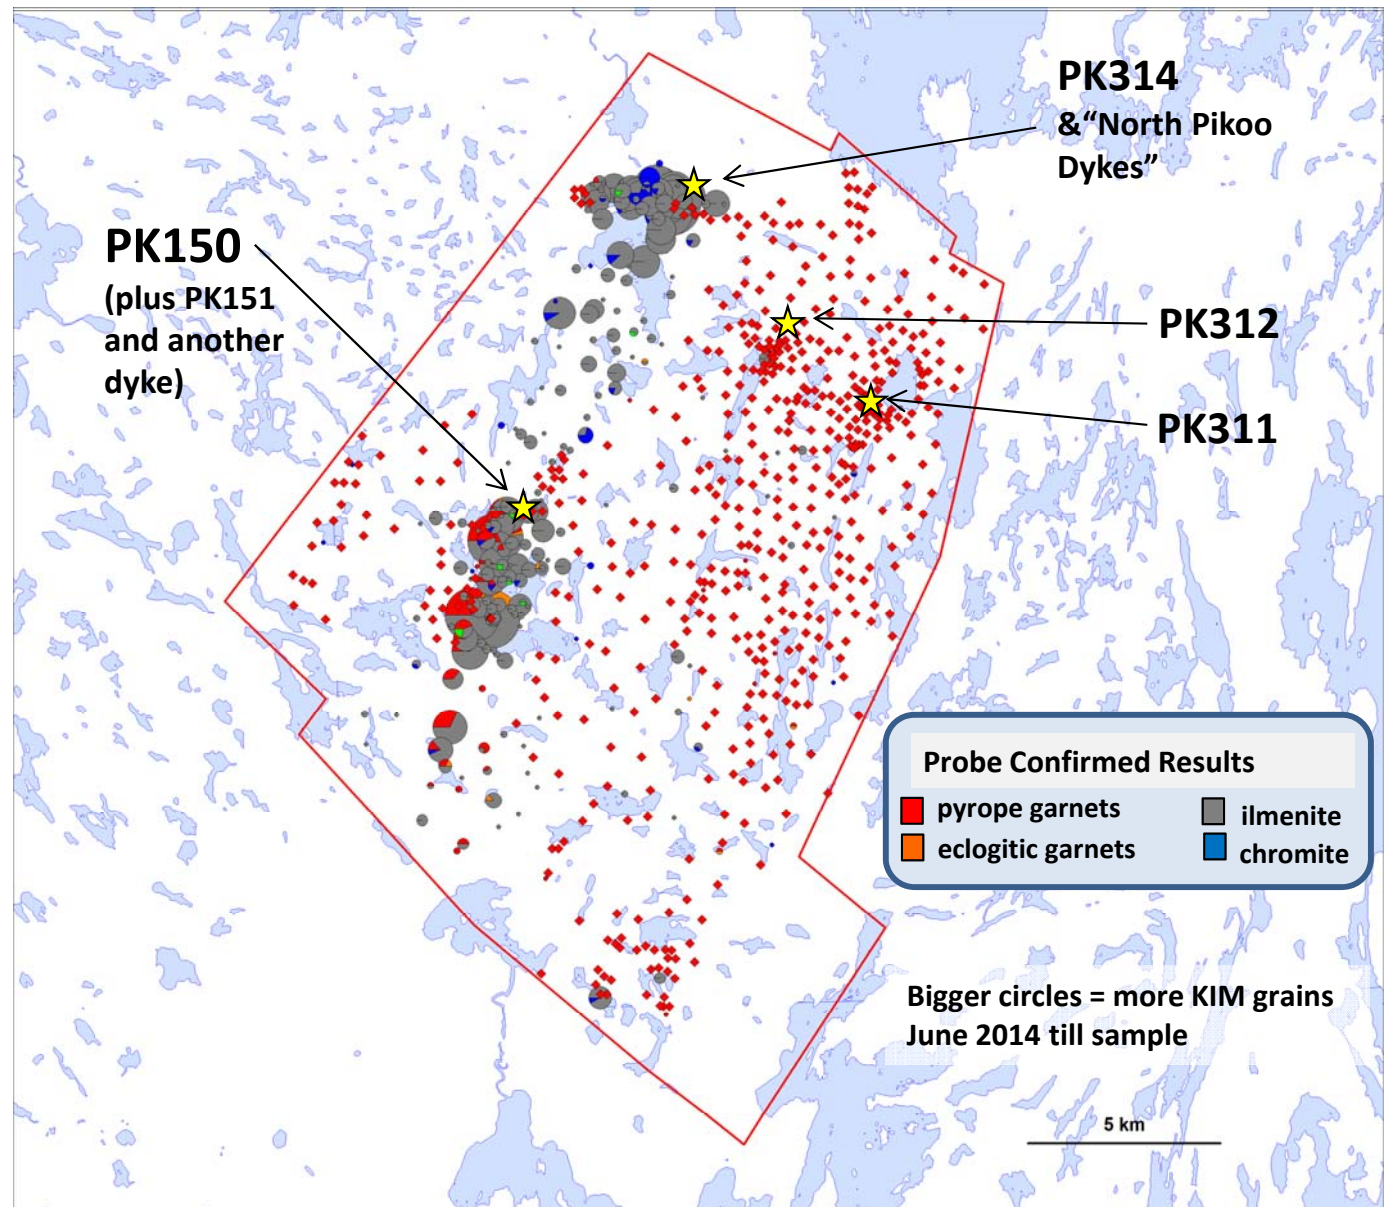 PK314
&“North Pikoo
Dykes”
PK150
(plus PK151
and another
dyke)
PK312
PK311
Probe Confirmed Results
pyrope garnets
ilmenite
eclogitic garnets
chromite
Bigger circles = more KIM grains
June 2014 till sample
5 km